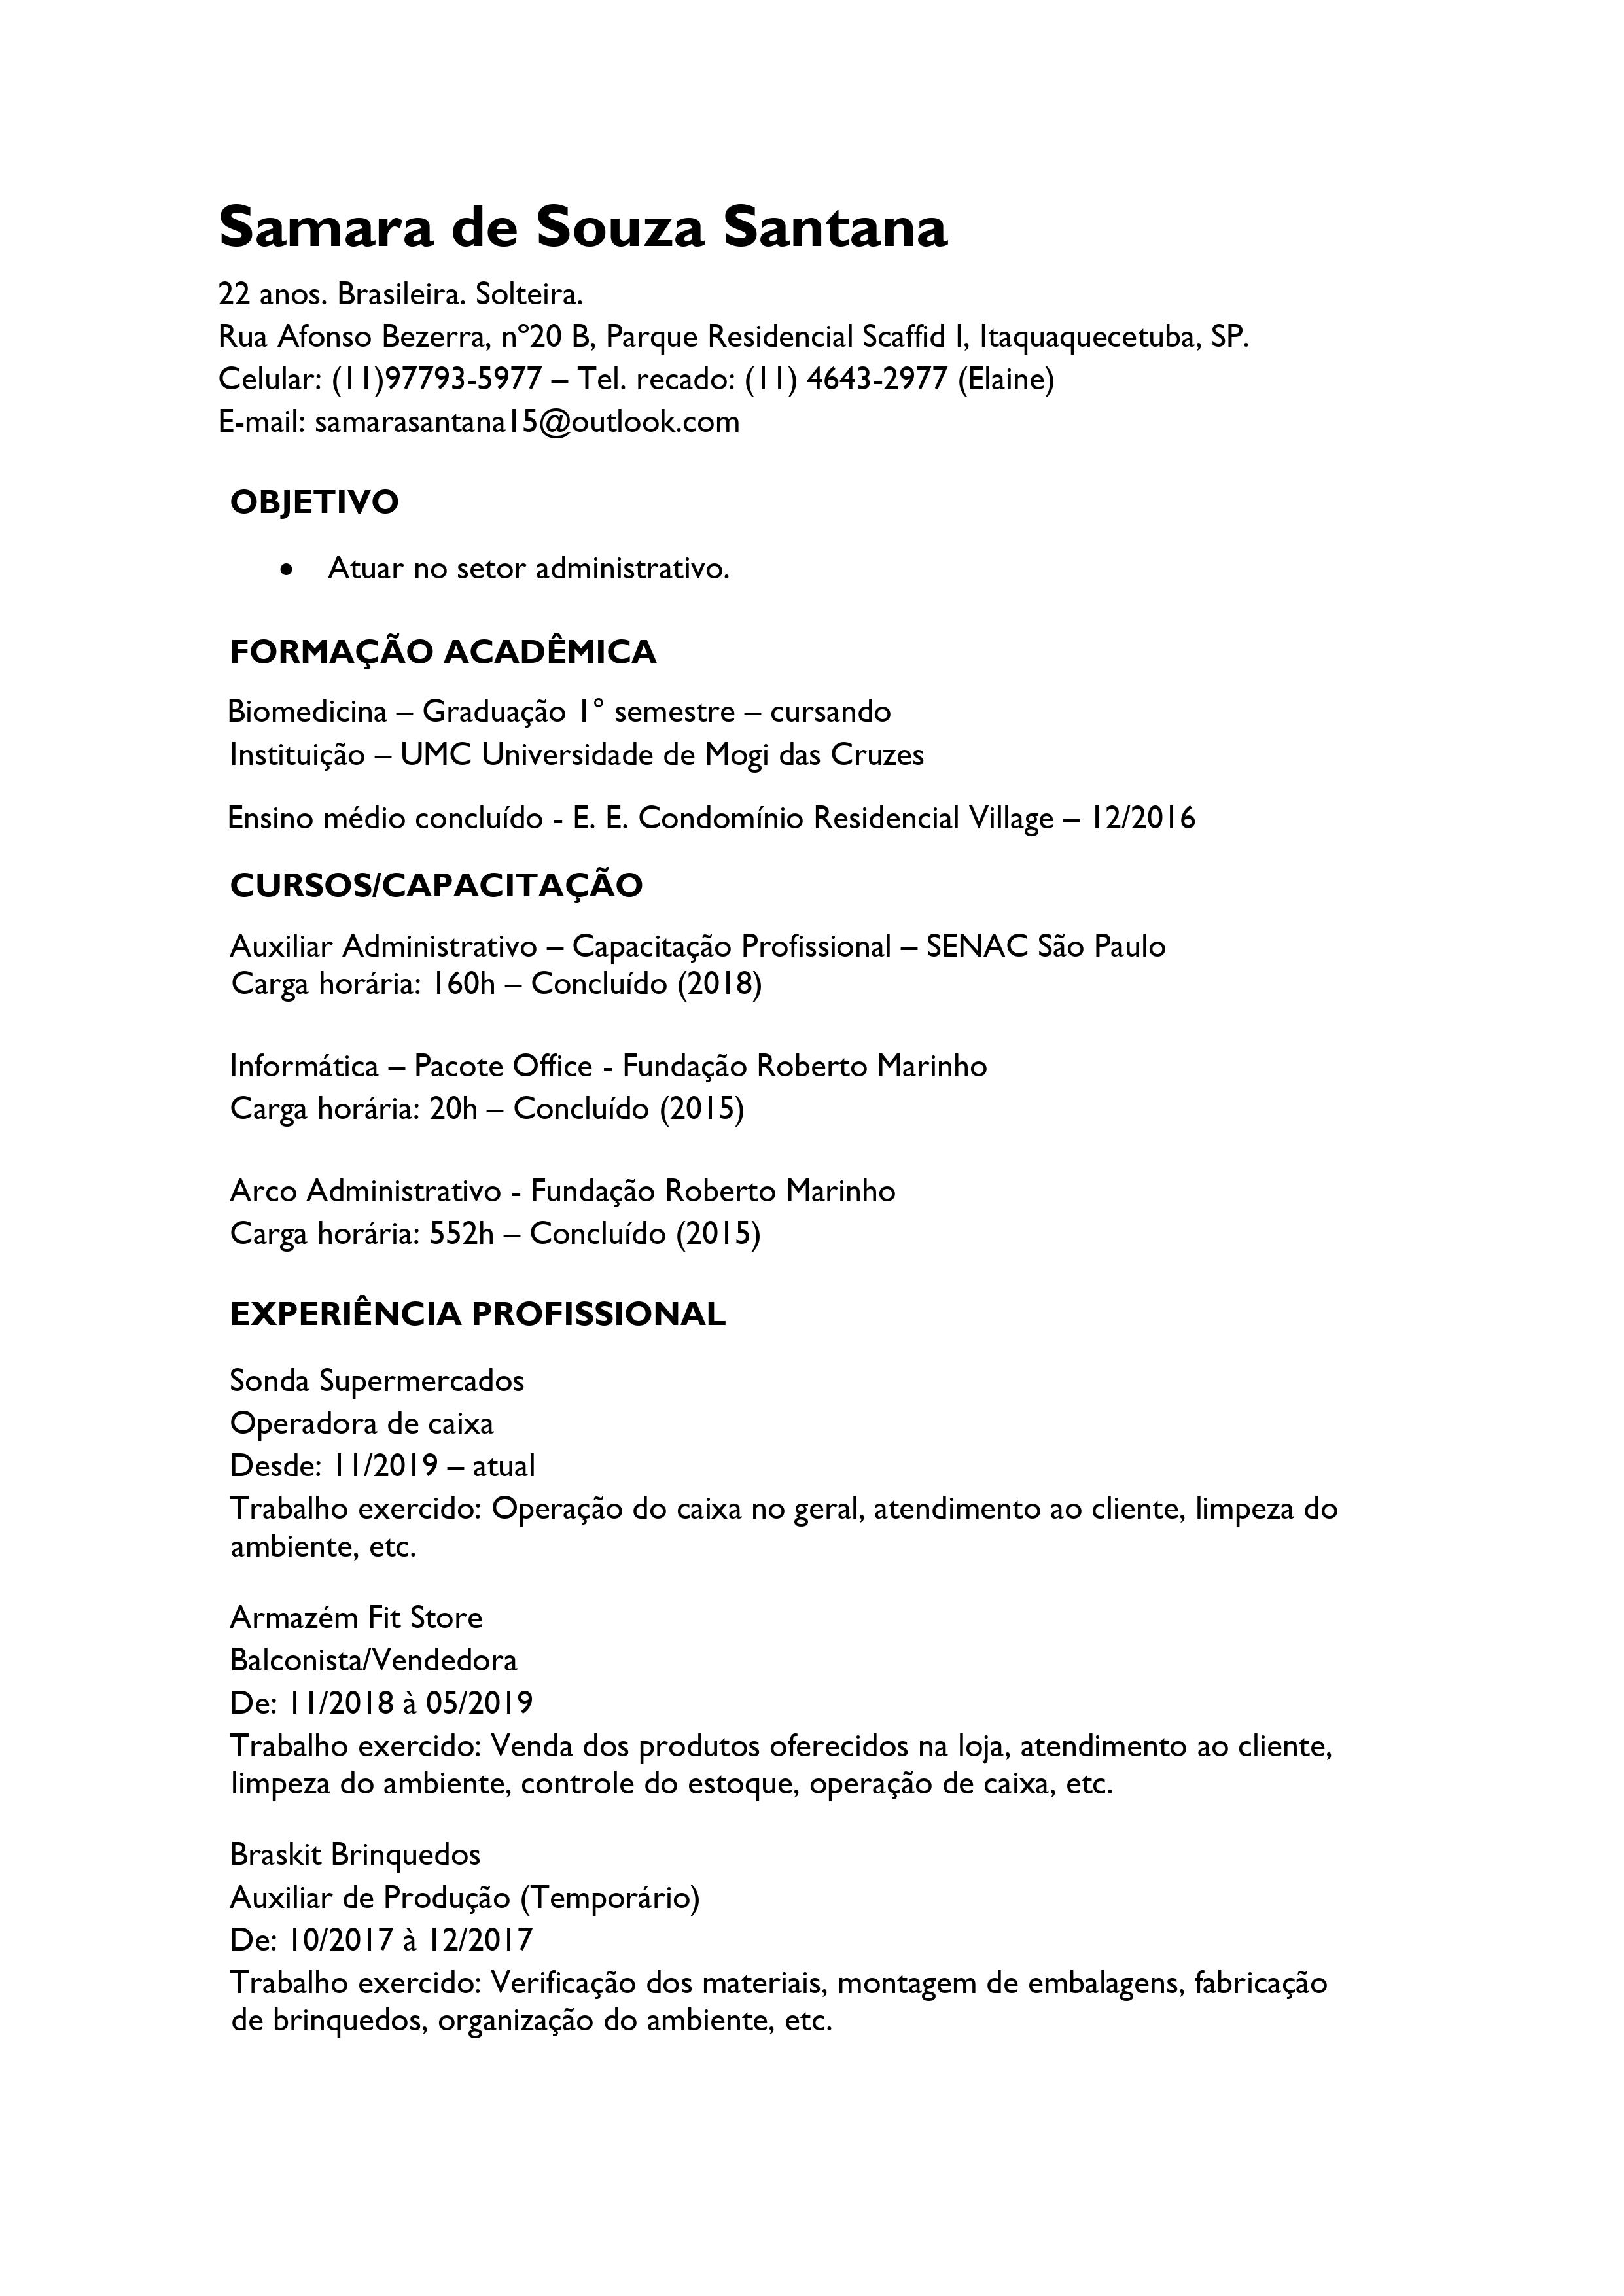 Samara de Souza Santana
22 anos. Brasileira. Solteira.
Rua Afonso Bezerra, nº20 B, Parque Residencial Scaffid I, Itaquaquecetuba, SP.
Celular: (11)97793-5977 – Tel. recado: (11) 4643-2977 (Elaine)
E-mail: samarasantana15@outlook.com
OBJETIVO
• Atuar no setor administrativo.
FORMAÇÃO ACADÊMICA
Biomedicina – Graduação 1° semestre – cursando
Instituição – UMC Universidade de Mogi das Cruzes
Ensino médio concluído - E. E. Condomínio Residencial Village – 12/2016
CURSOS/CAPACITAÇÃO
Auxiliar Administrativo – Capacitação Profissional – SENAC São Paulo
Carga horária: 160h – Concluído (2018)
Informática – Pacote Office - Fundação Roberto Marinho
Carga horária: 20h – Concluído (2015)
Arco Administrativo - Fundação Roberto Marinho
Carga horária: 552h – Concluído (2015)
EXPERIÊNCIA PROFISSIONAL
Sonda Supermercados
Operadora de caixa
Desde: 11/2019 – atual
Trabalho exercido: Operação do caixa no geral, atendimento ao cliente, limpeza do
ambiente, etc.
Armazém Fit Store
Balconista/Vendedora
De: 11/2018 à 05/2019
Trabalho exercido: Venda dos produtos oferecidos na loja, atendimento ao cliente,
limpeza do ambiente, controle do estoque, operação de caixa, etc.
Braskit Brinquedos
Auxiliar de Produção (Temporário)
De: 10/2017 à 12/2017
Trabalho exercido: Verificação dos materiais, montagem de embalagens, fabricação
de brinquedos, organização do ambiente, etc.